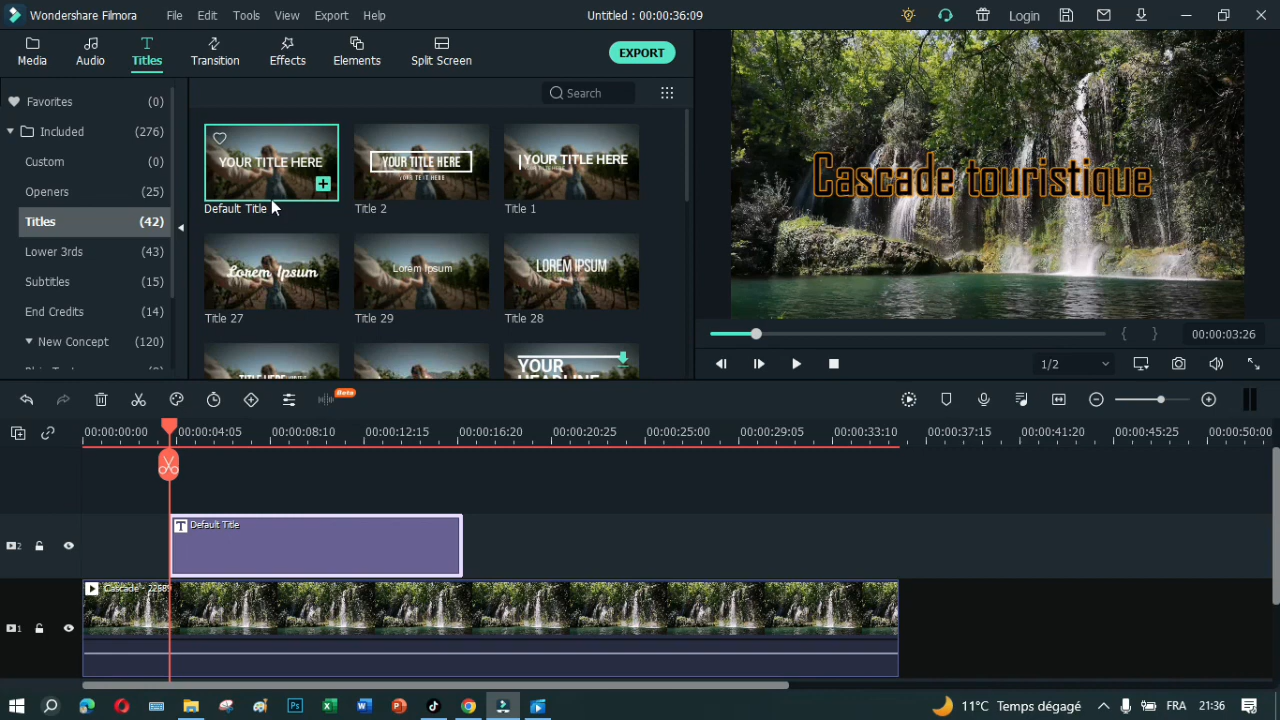 Wondershare Filmora
File
Edit
Tools
View
Export
Help
Untitled : 00:00:36:09
Login
Media
Audio
Titles
Transition
Effects
Elements
Split Screen
EXPORT
Favorites (0)
Included (276)
Custom (0)
Openers (25)
Titles (42)
Lower 3rds (43)
Subtitles (15)
End Credits (14)
New Concept (120)
Search
YOUR TITLE HERE
Default Title
YOUR TITLE HERE
Title 2
YOUR TITLE HERE
Title 1
Lorem Ipsum
Title 27
Lorem Ipsum
Title 29
LOREM IPSUM
Title 28
YOUR
Cascade touristique
00:00:03:26
1/2
Beta
00:00:00:00
00:00:04:05
00:00:08:10
00:00:12:15
00:00:16:20
00:00:20:25
00:00:25:00
00:00:29:05
00:00:33:10
00:00:37:15
00:00:41:20
00:00:45:25
00:00:50:00
T Default Title
2
Cascade - 22589
1
11°C Temps dégagé
FRA
21:36